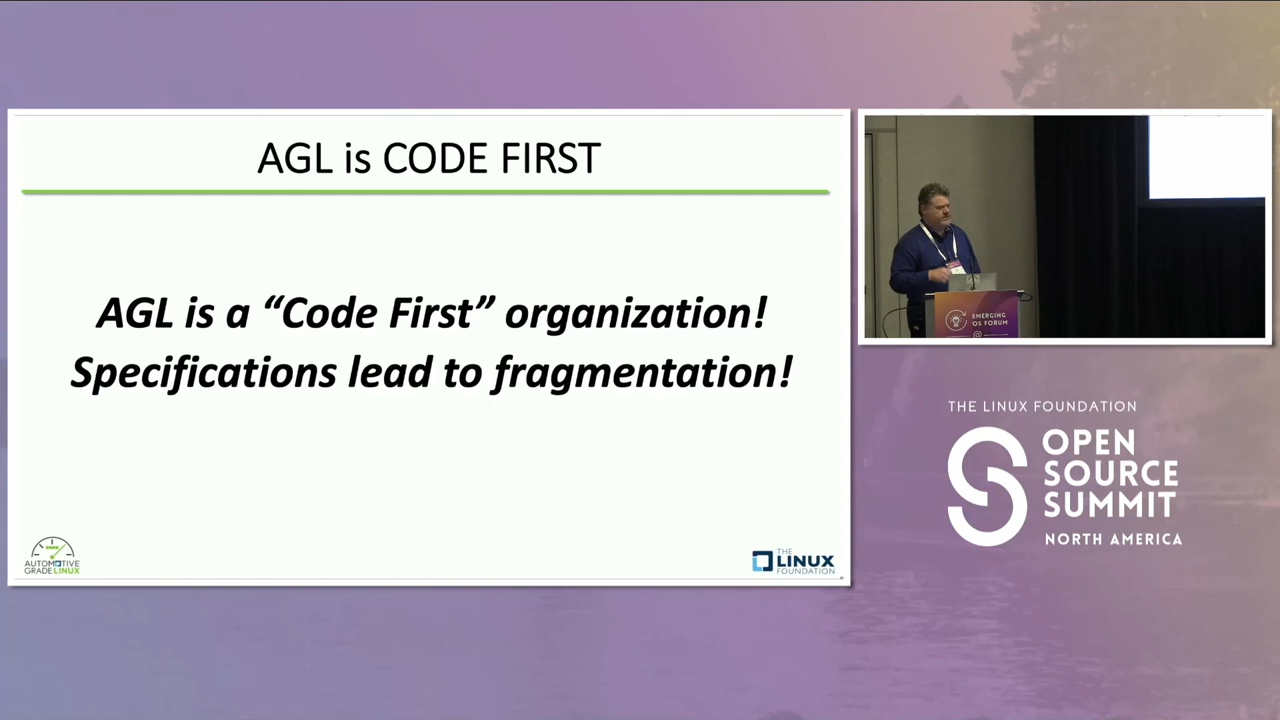 AGL is CODE FIRST
AGL is a “Code First” organization!
Specifications lead to fragmentation!
AUTOMOTIVE
GRADE LINUX
THE
LINUX
FOUNDATION
EMERGING
OS FORUM
@
THE LINUX FOUNDATION
OPEN
SOURCE
SUMMIT
NORTH AMERICA